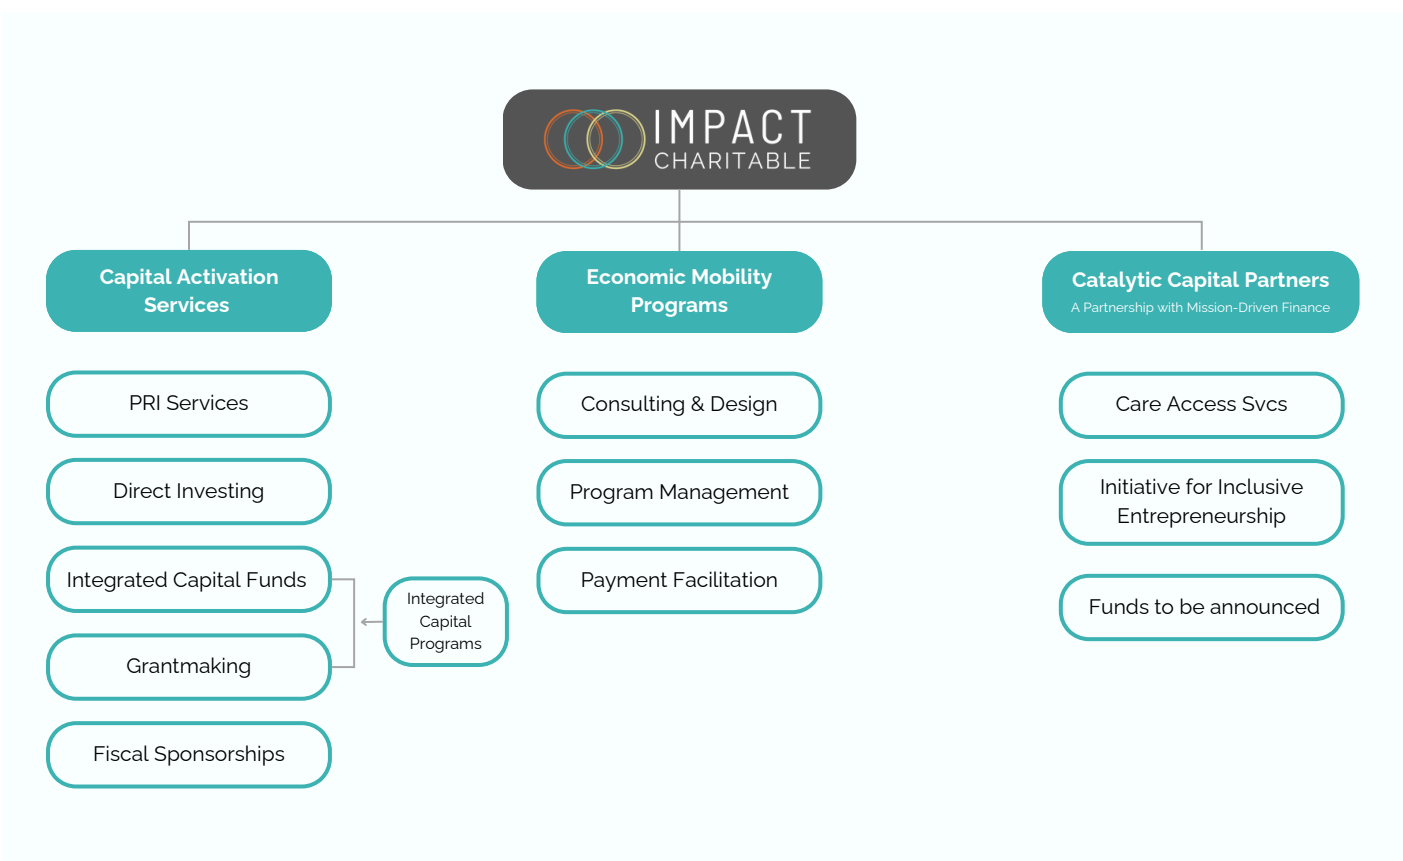 IMPACT
CHARITABLE
Capital Activation
Services
PRI Services
Direct Investing
Integrated Capital Funds
Grantmaking
Fiscal Sponsorships
Integrated
Capital
Programs
Economic Mobility
Programs
Consulting & Design
Program Management
Payment Facilitation
Catalytic Capital Partners
A Partnership with Mission-Driven Finance
Care Access Svcs
Initiative for Inclusive
Entrepreneurship
Funds to be announced